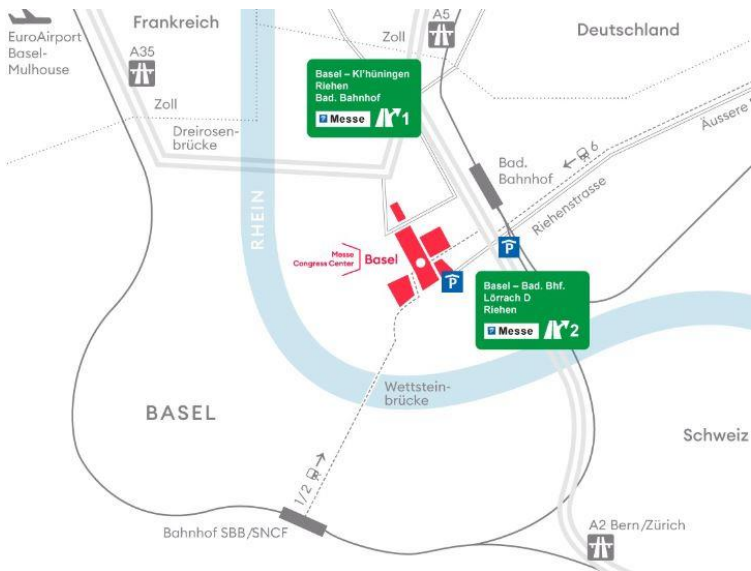 Frankreich
A5
Deutschland
EuroAirport
Basel-
Mulhouse
A35
Zoll
Zoll
Basel – Kl'hüningen
Riehen
Bad. Bahnhof
P Messe 1
Dreirosen-
brücke
Äussere
6
Bad.
Bahnhof
Riehenstrasse
RHEIN
Messe
Congress Center
Basel
P
P
Basel – Bad. Bhf.
Lörrach D
Riehen
P Messe 2
Wettstein-
brücke
BASEL
Schweiz
1/2
Bahnhof SBB/SNCF
A2 Bern/Zürich